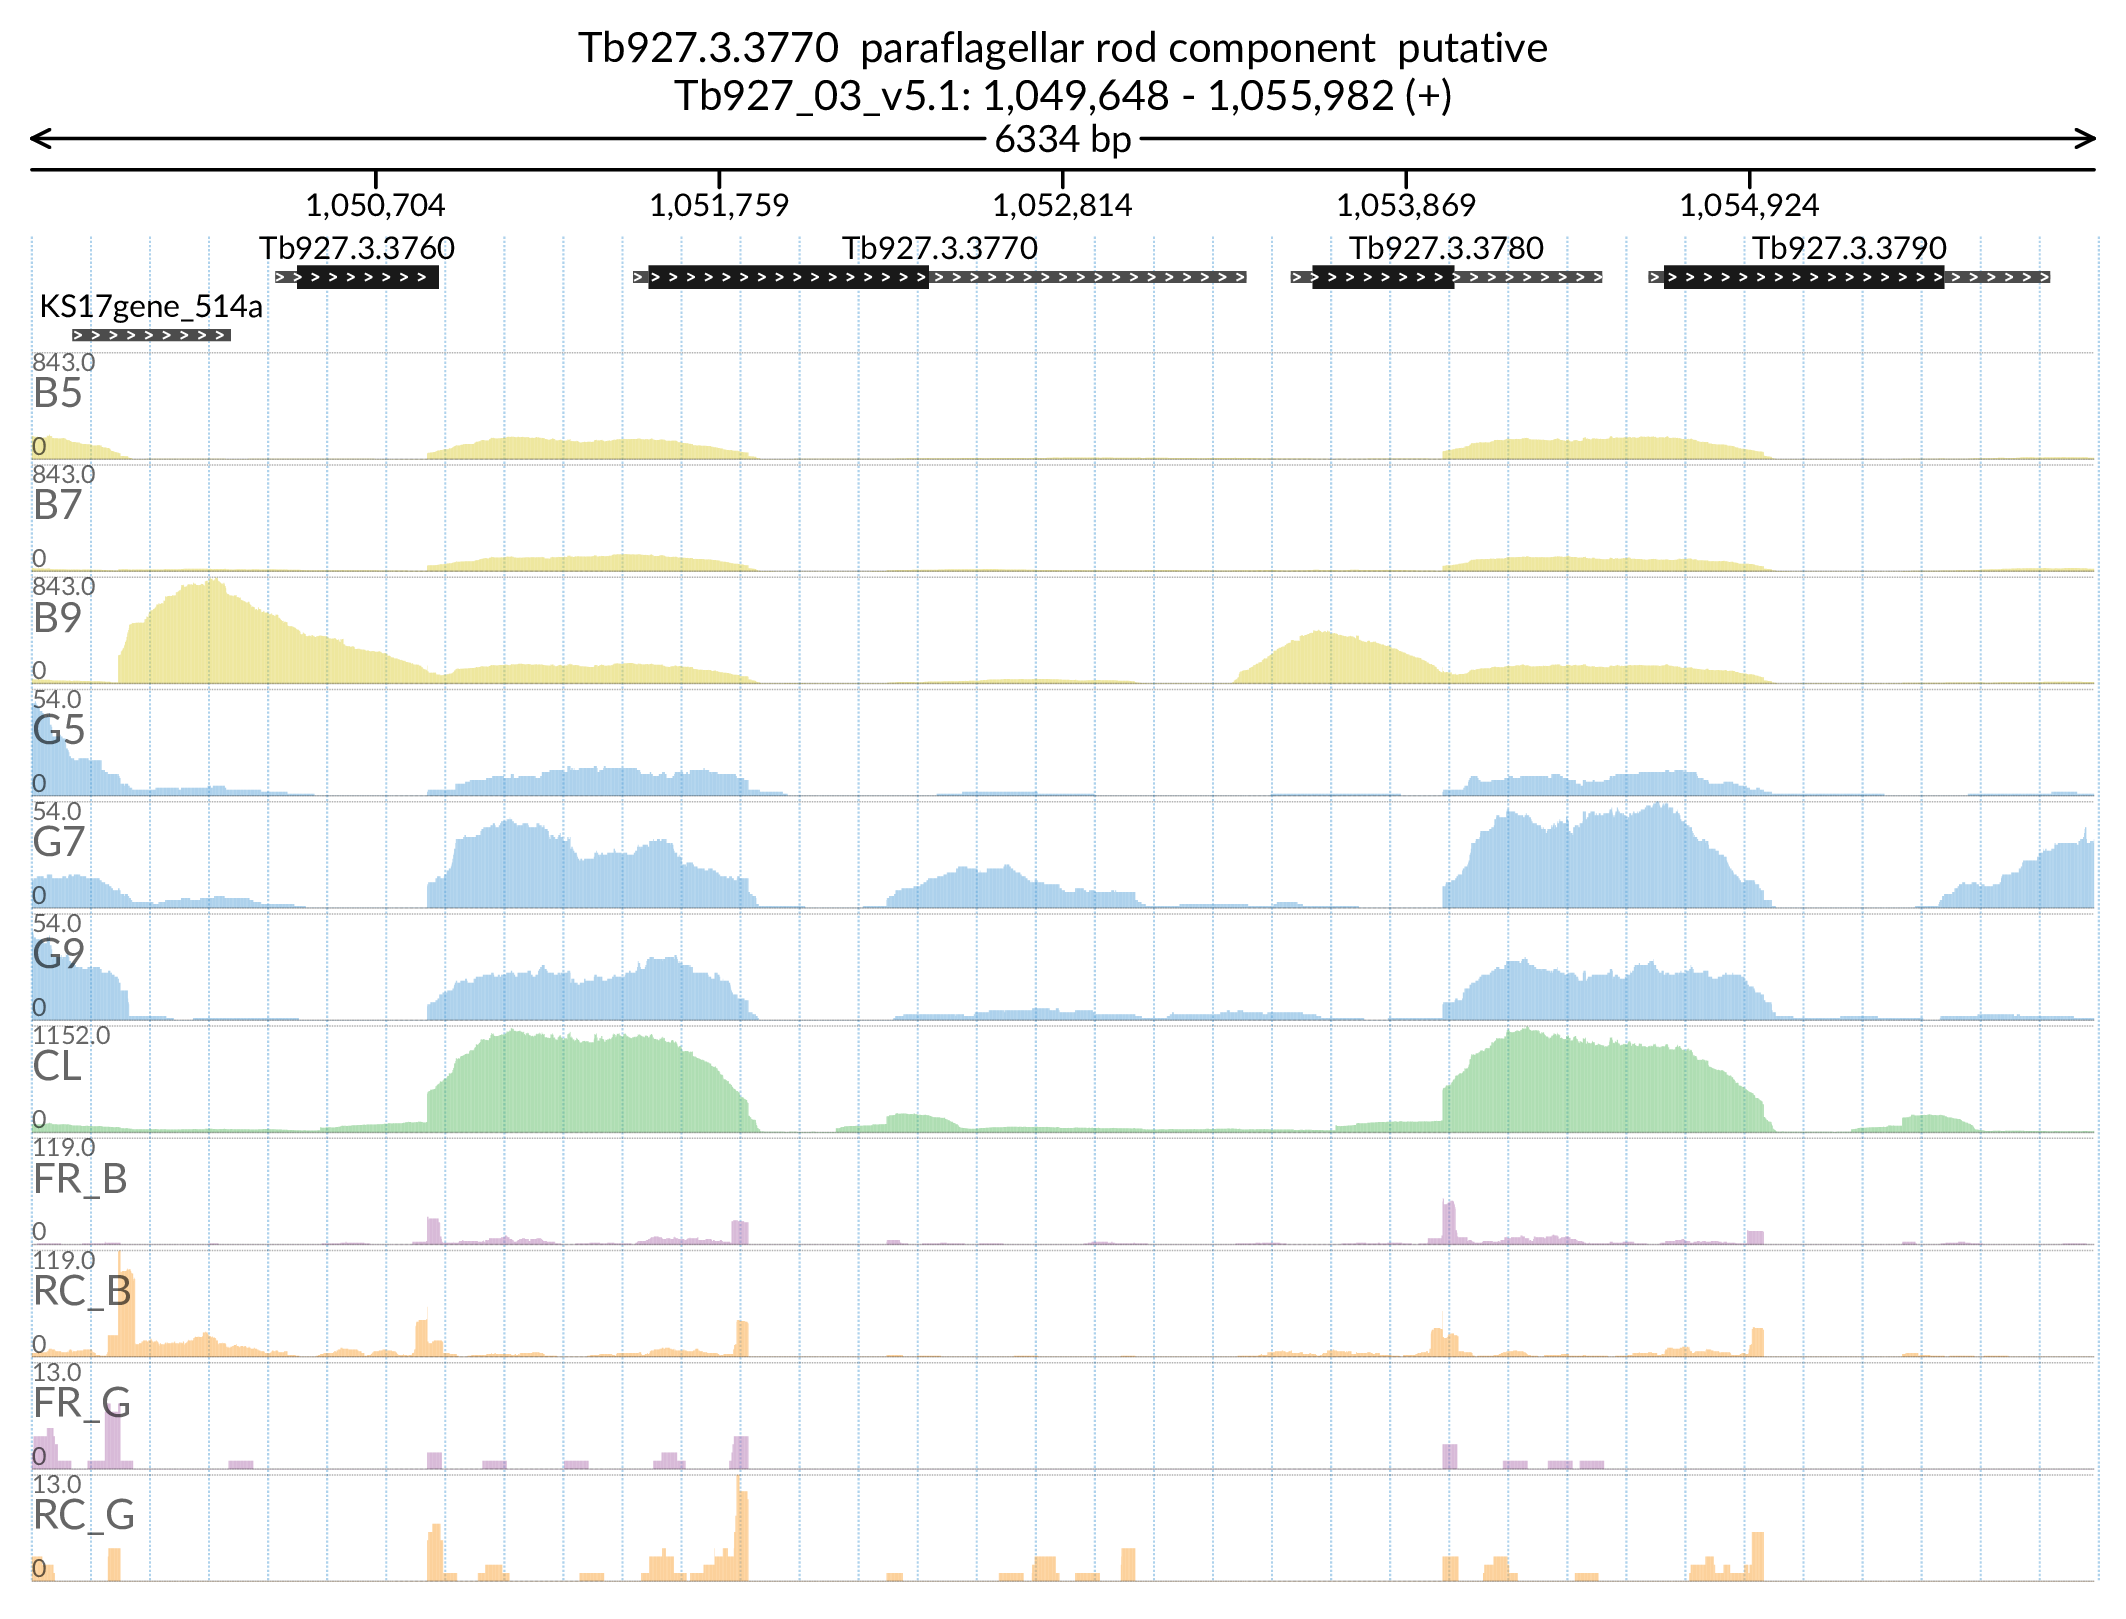 Tb927.3.3770  paraflagellar rod component  putative
Tb927_03_v5.1: 1,049,648 - 1,055,982 (+)
6334 bp
1,050,704 1,051,759 1,052,814 1,053,869 1,054,924
Tb927.3.3760 Tb927.3.3770 Tb927.3.3780 Tb927.3.3790
KS17gene_514a
843.0
B5
0
843.0
B7
0
843.0
B9
0
54.0
G5
0
54.0
G7
0
54.0
G9
0
1152.0
CL
0
119.0
FR_B
0
119.0
RC_B
0
13.0
FR_G
0
13.0
RC_G
0